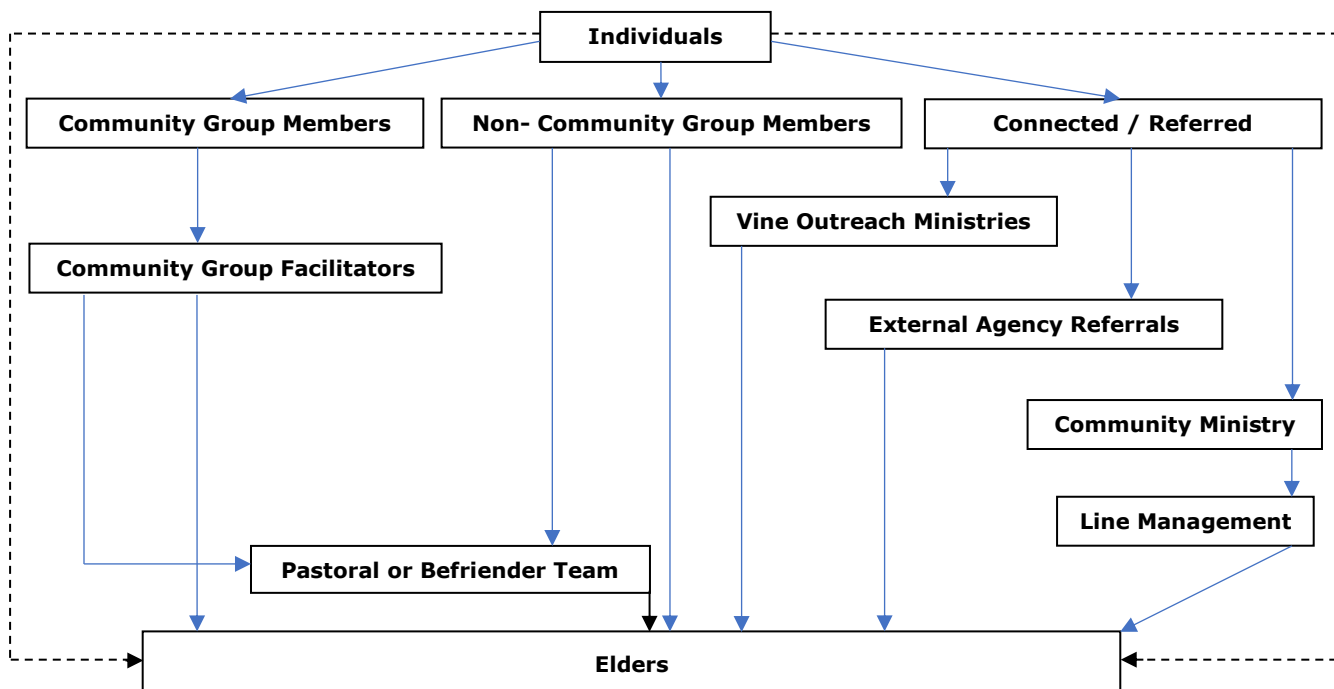 Individuals
Community Group Members
Non- Community Group Members
Connected / Referred
Vine Outreach Ministries
Community Group Facilitators
External Agency Referrals
Community Ministry
Line Management
Pastoral or Befriender Team
Elders